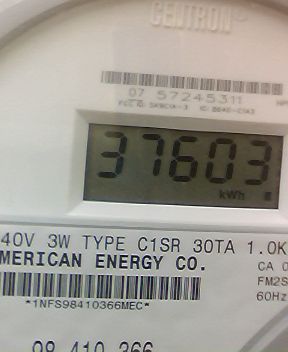 CENTRON®
07 57245311
37603
kWh
40V 3W TYPE C1SR 30TA 1.0K
MERICAN ENERGY CO.
CA 0
FM2S
60Hz
*1NFS98410366MEC*
98 410 366